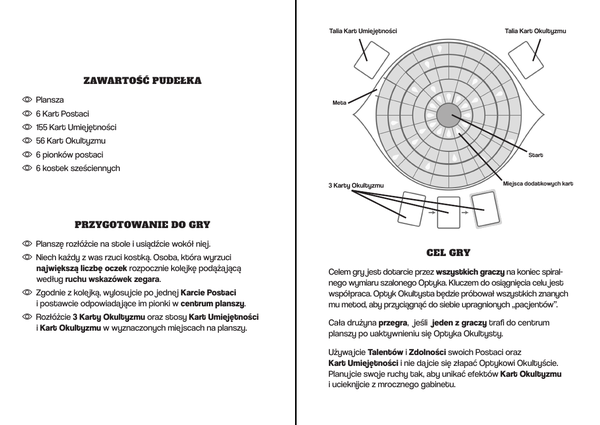 ZAWARTOŚĆ PUDEŁKA
Plansza
6 Kart Postaci
155 Kart Umiejętności
56 Kart Okultyzmu
6 pionków postaci
6 kostek sześciennych
PRZYGOTOWANIE DO GRY
Planszę rozłóżcie na stole i usiądźcie wokół niej.
Niech każdy z was rzuci kostką. Osoba, która wyrzuci
największą liczbę oczek rozpocznie kolejkę podążającą
według ruchu wskazówek zegara.
Zgodnie z kolejką, wylosujcie po jednej Karcie Postaci
i postawcie odpowiadające im pionki w centrum planszy.
Rozłóżcie 3 Karty Okultyzmu oraz stosy Kart Umiejętności
i Kart Okultyzmu w wyznaczonych miejscach na planszy.
Talia Kart Umiejętności
Talia Kart Okultyzmu
Meta
Start
Miejsca dodatkowych kart
3 Karty Okultyzmu
CEL GRY
Celem gry jest dotarcie przez wszystkich graczy na koniec spiral-
nego wymiaru szalonego Optyka. Kluczem do osiągnięcia celu jest
współpraca. Optyk Okultysta będzie próbował wszystkich znanych
mu metod, aby przyciągnąć do siebie upragnionych „pacjentów”.
Cała drużyna przegra, jeśli jeden z graczy trafi do centrum
planszy po uaktywnieniu się Optyka Okultysty.
Używajcie Talentów i Zdolności swoich Postaci oraz
Kart Umiejętności i nie dajcie się złapać Optykowi Okultyście.
Planujcie swoje ruchy tak, aby unikać efektów Kart Okultyzmu
i ucieknijcie z mrocznego gabinetu.